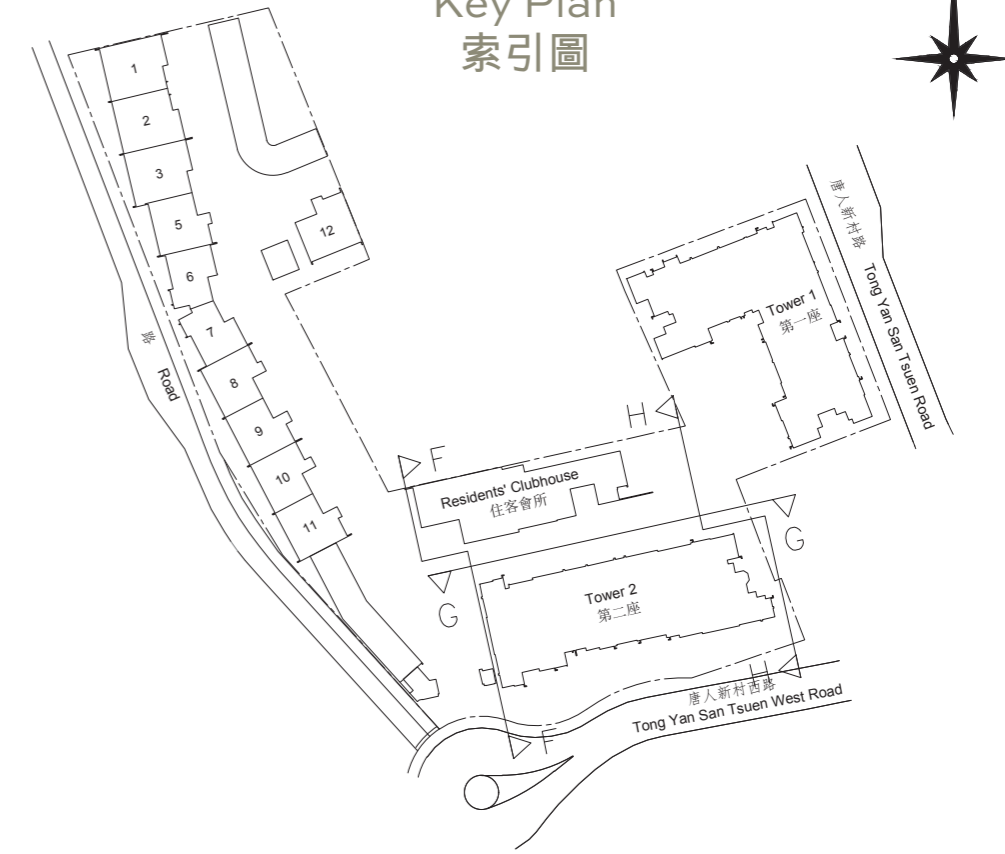 Key Plan
索引圖
1
2
3
5
6
7
8
9
10
11
12
路
Road
唐人新村路
Tong Yan San Tsuen Road
Tower 1
第一座
H
F
Residents' Clubhouse
住客會所
G
G
Tower 2
第二座
H
唐人新村西路
Tong Yan San Tsuen West Road
F